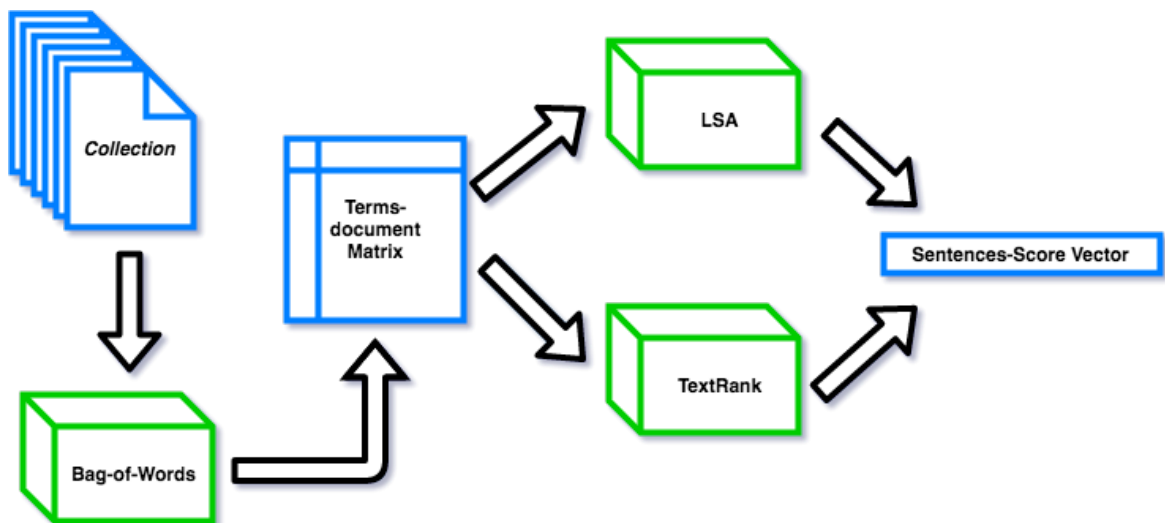 Collection
Bag-of-Words
Terms-
document
Matrix
LSA
TextRank
Sentences-Score Vector